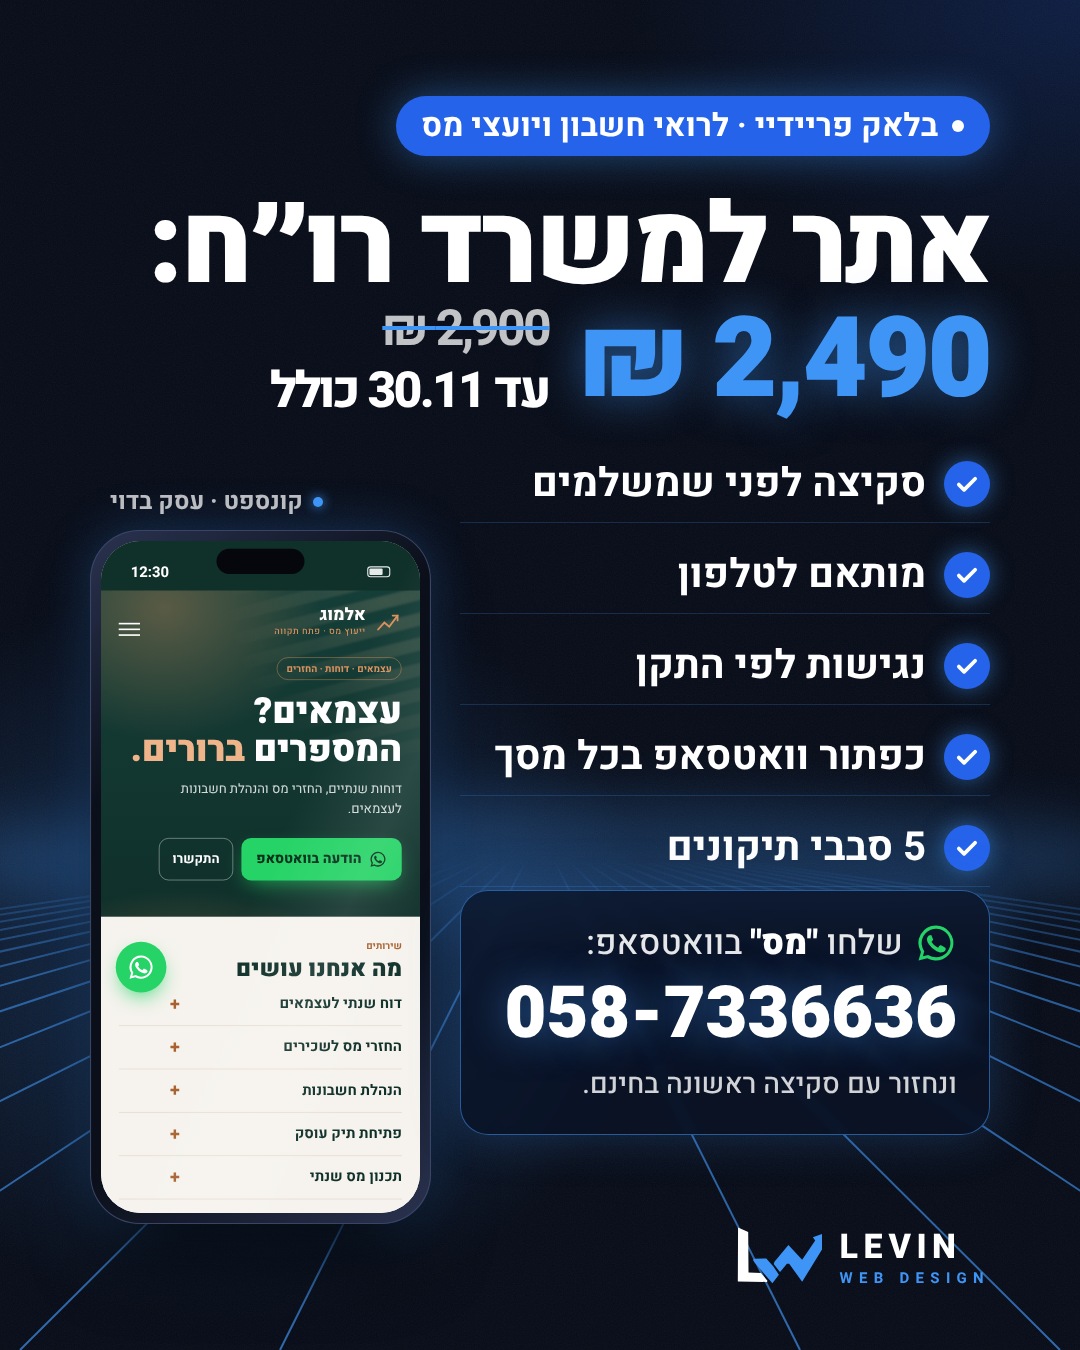 בלאק פריידיי · לרואי חשבון ויועצי מס
אתר למשרד רו״ח:
2,490 ₪
2,900 ₪
עד 30.11 כולל
סקיצה לפני שמשלמים
מותאם לטלפון
נגישות לפי התקן
כפתור וואטסאפ בכל מסך
5 סבבי תיקונים
שלחו "מס" בוואטסאפ:
058-7336636
ונחזור עם סקיצה ראשונה בחינם.
קונספט · עסק בדוי
12:30
אלמוג
ייעוץ מס · פתח תקווה
עצמאים · דוחות · החזרים
עצמאים?
המספרים ברורים.
דוחות שנתיים, החזרי מס והנהלת חשבונות
לעצמאים.
הודעה בוואטסאפ
התקשרו
שירותים
מה אנחנו עושים
דוח שנתי לעצמאים +
החזרי מס לשכירים +
הנהלת חשבונות +
פתיחת תיק עוסק +
תכנון מס שנתי +
LEVIN
WEB DESIGN